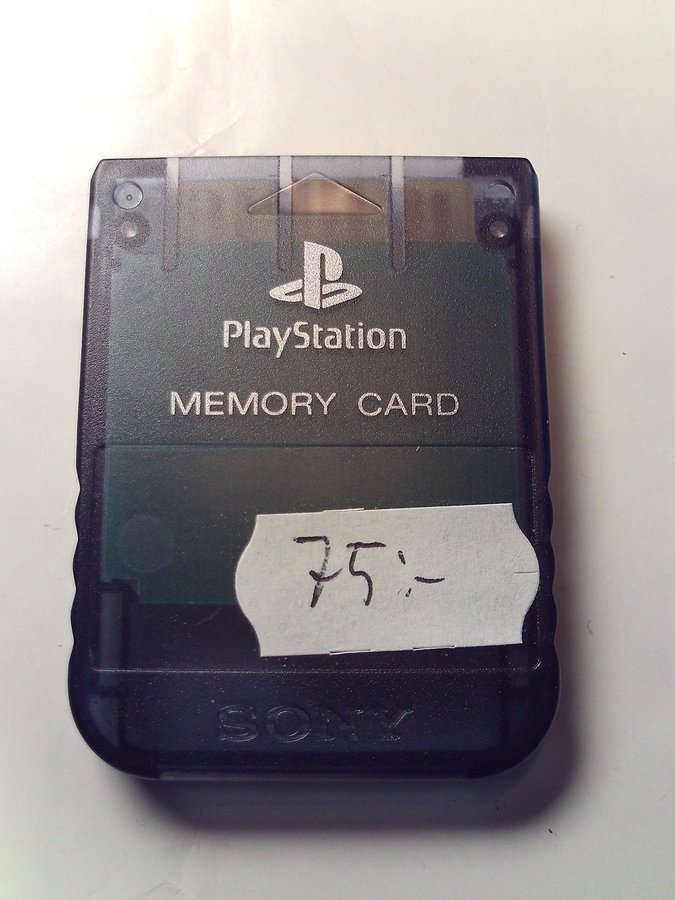 PlayStation
MEMORY CARD
75:-
SONY